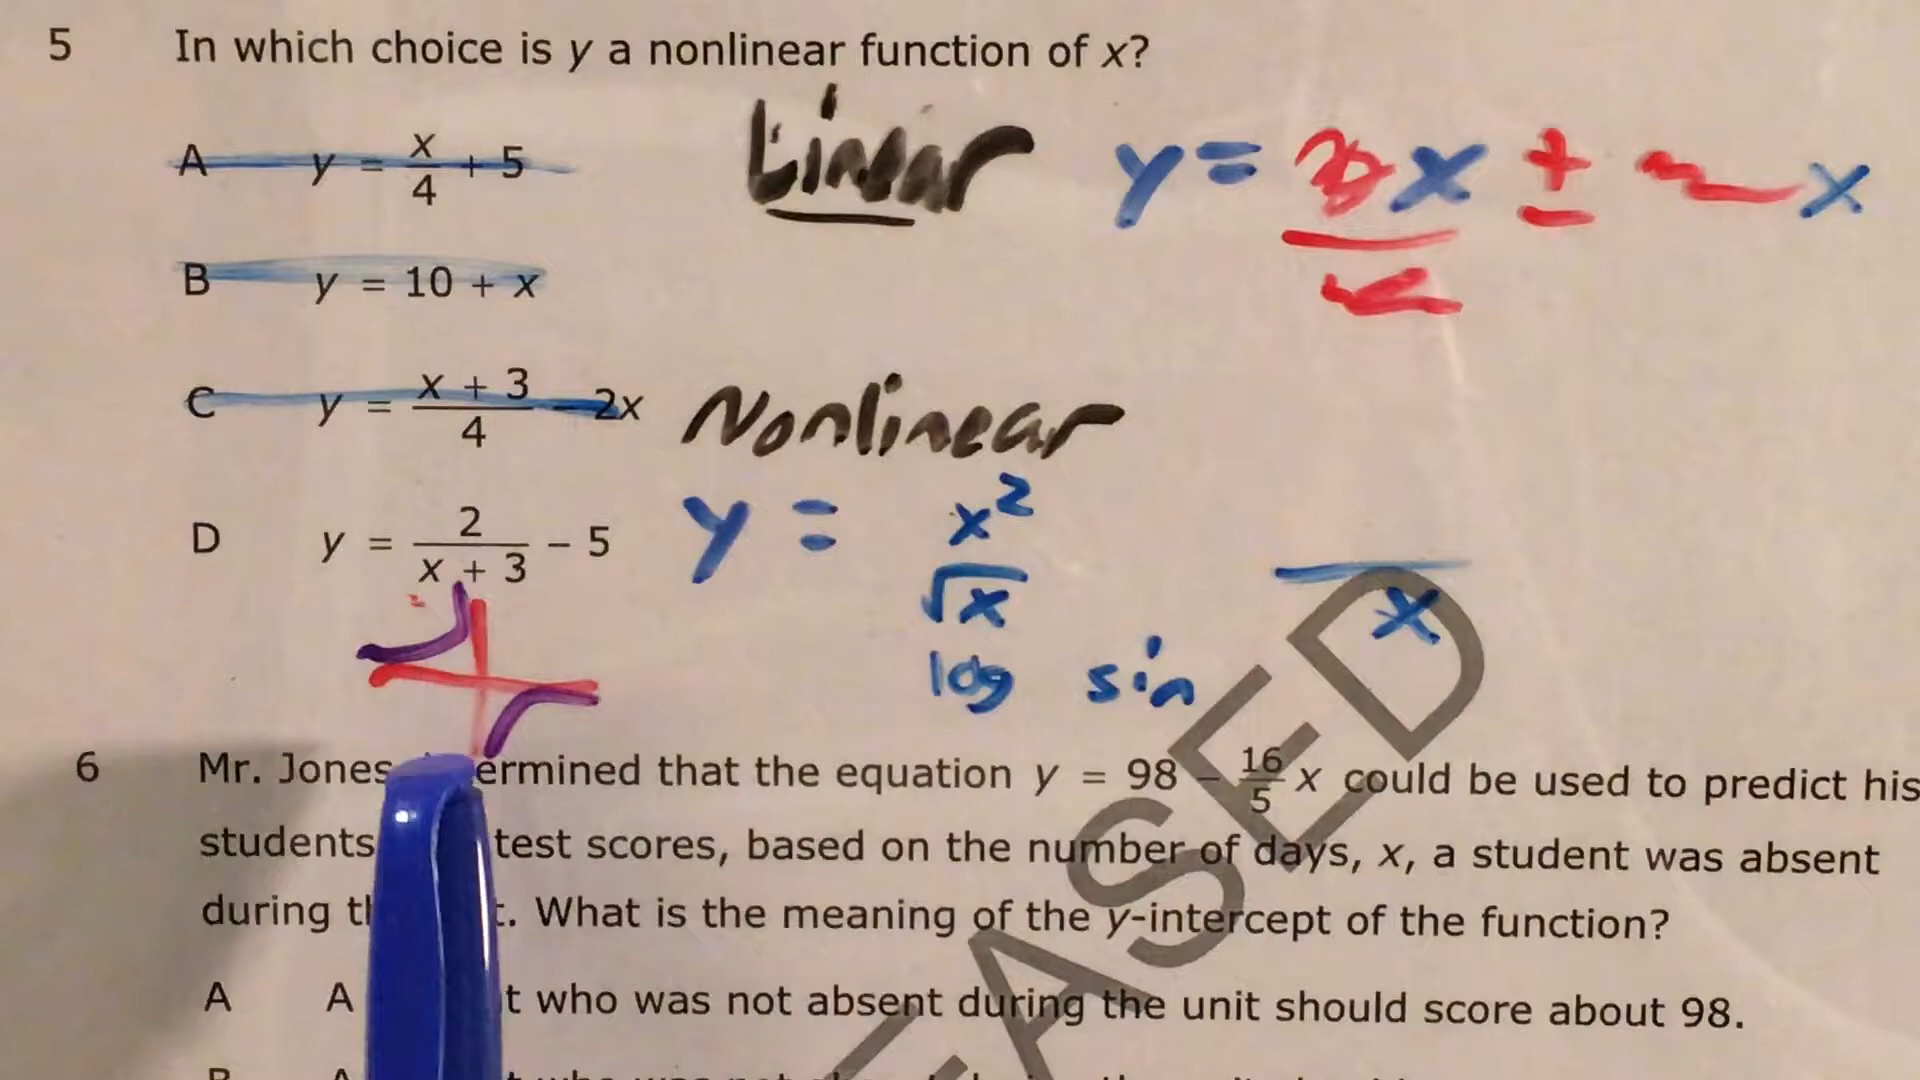 5 In which choice is y a nonlinear function of x?
A y = x/4 + 5
Linear y = x ± x
B y = 10 + x
C y = (x + 3)/4 − 2x
Nonlinear
D y = 2/(x + 3) − 5
y = x²
√x
x
log sin
6 Mr. Jones ermined that the equation y = 98 − 16/5 x could be used to predict his
students test scores, based on the number of days, x, a student was absent
during t . What is the meaning of the y-intercept of the function?
A A t who was not absent during the unit should score about 98.
EASED